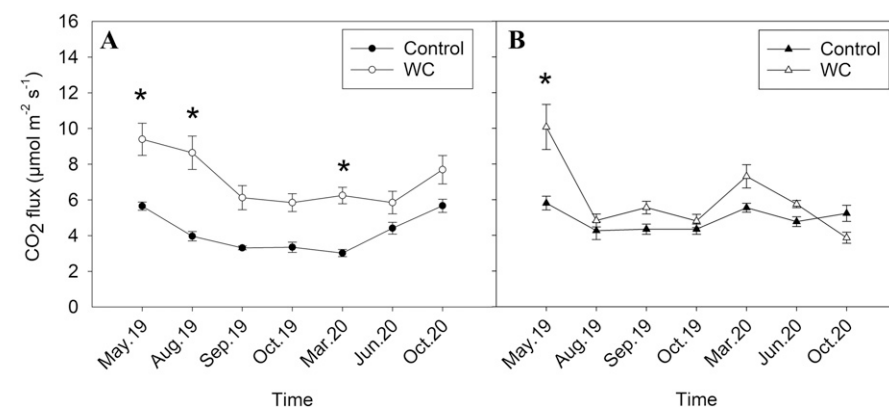 16
14
12
10
8
6
4
2
0
CO2 flux (µmol m-2 s-1)
A
Control
WC
*
*
*
May.19
Aug.19
Sep.19
Oct.19
Mar.20
Jun.20
Oct.20
Time
B
Control
WC
*
May.19
Aug.19
Sep.19
Oct.19
Mar.20
Jun.20
Oct.20
Time